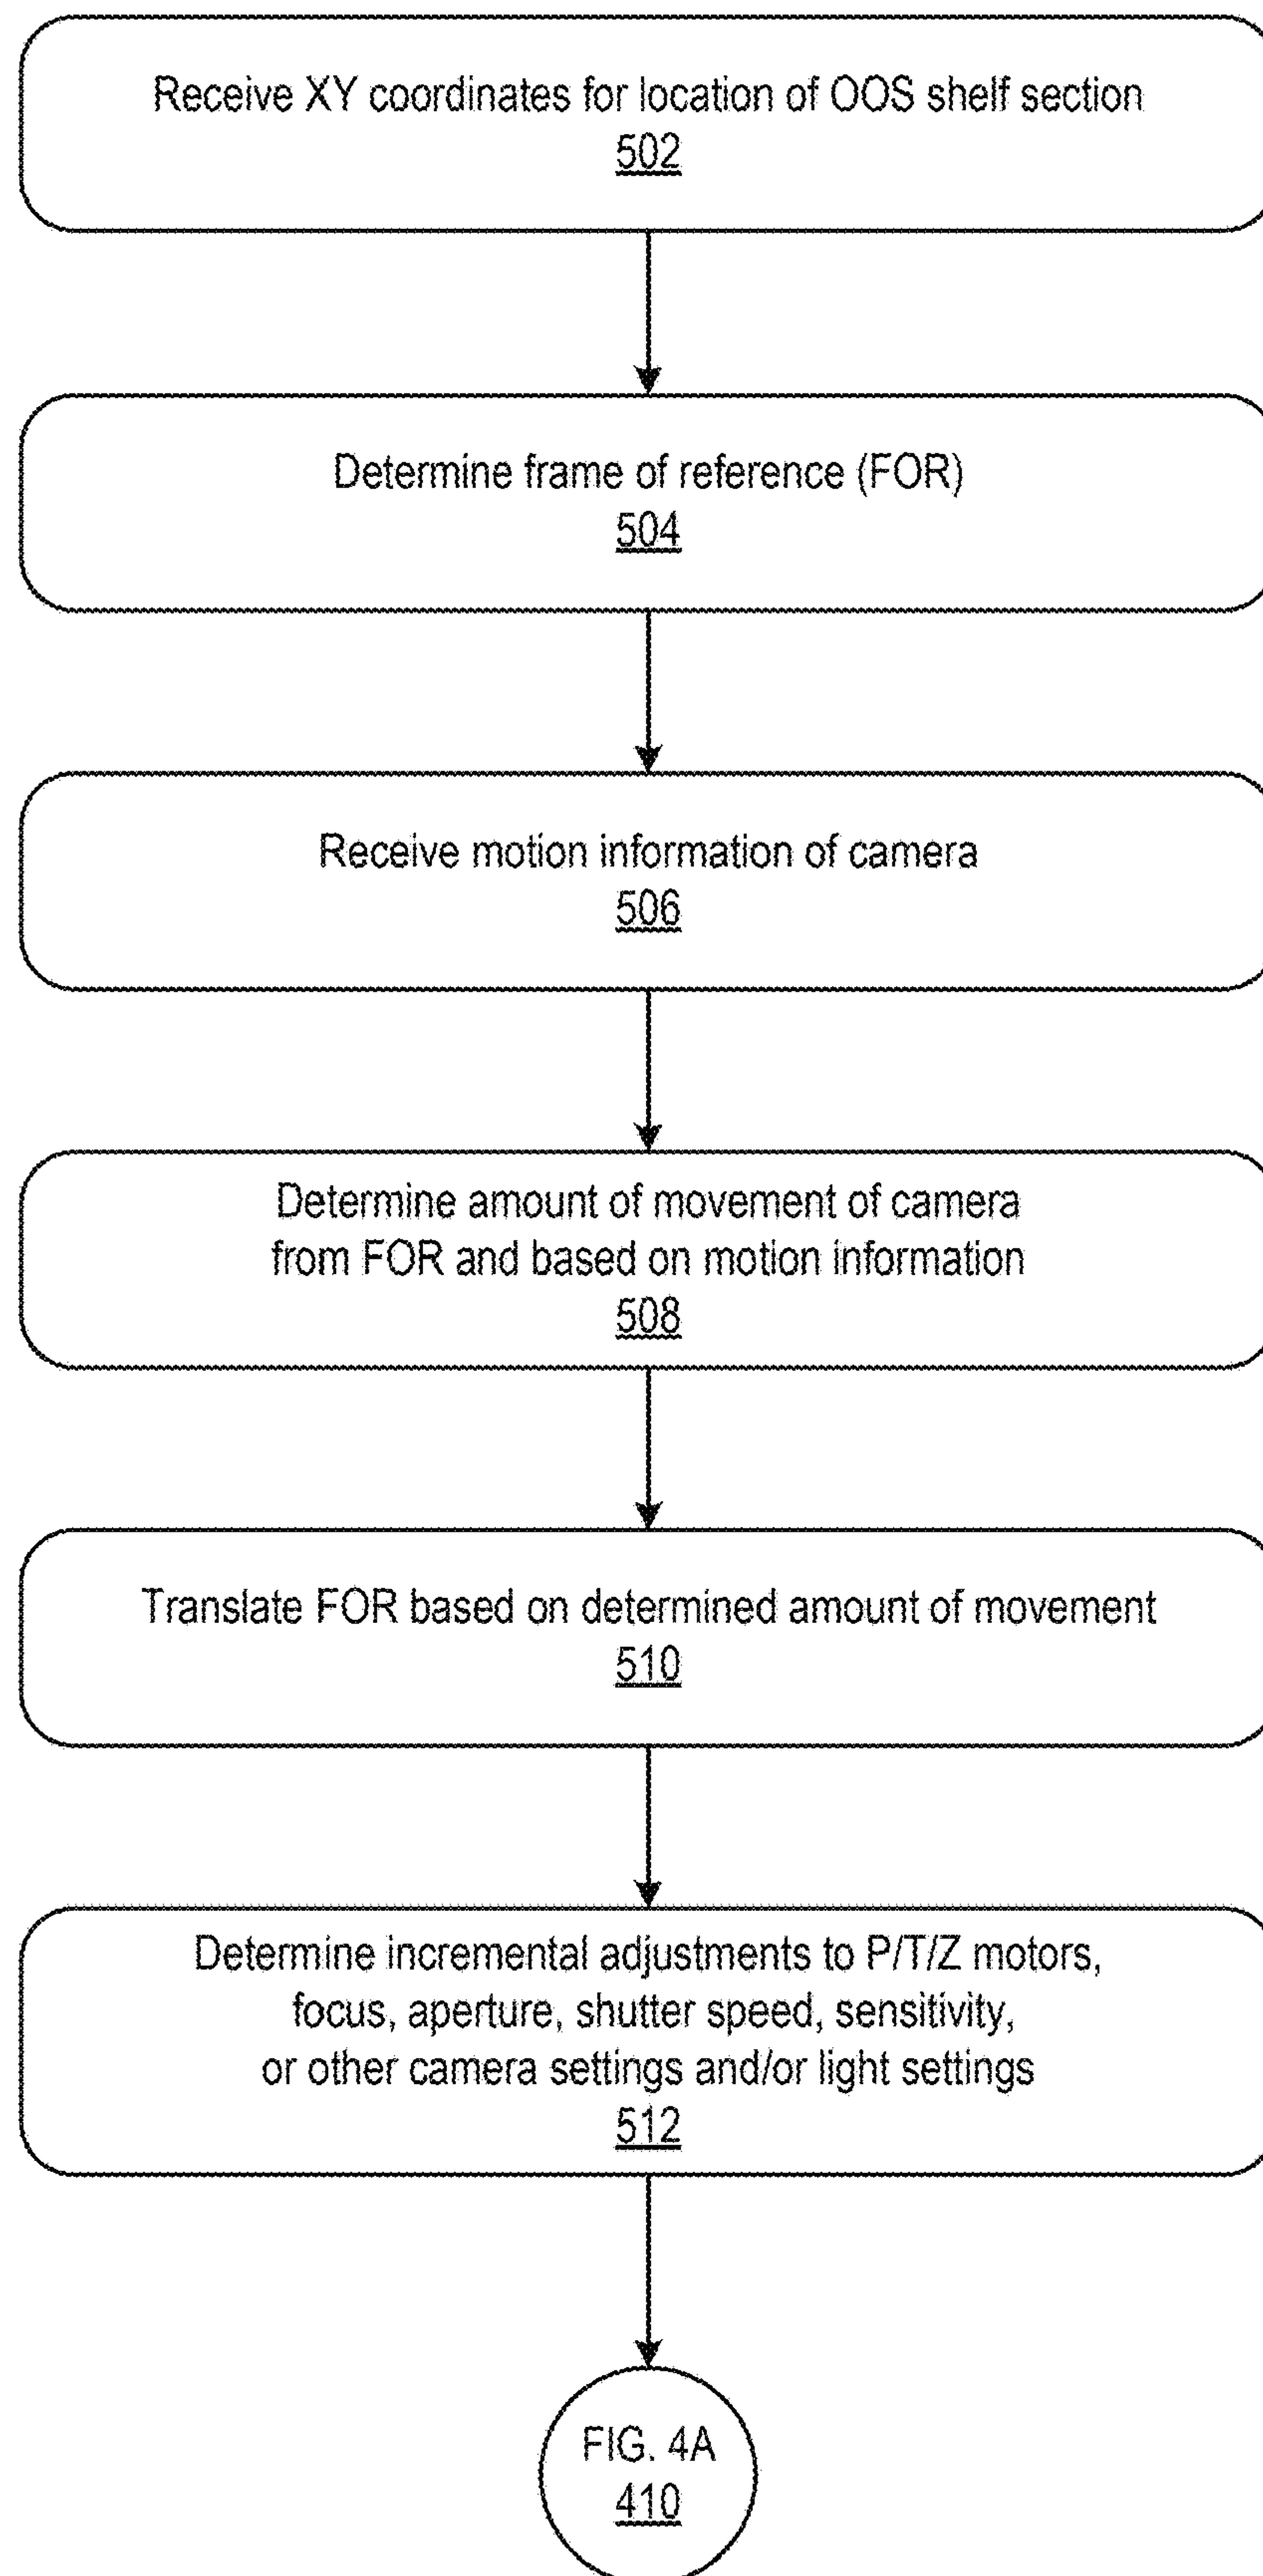 Receive XY coordinates for location of OOS shelf section
502
Determine frame of reference (FOR)
504
Receive motion information of camera
506
Determine amount of movement of camera
from FOR and based on motion information
508
Translate FOR based on determined amount of movement
510
Determine incremental adjustments to P/T/Z motors,
focus, aperture, shutter speed, sensitivity,
or other camera settings and/or light settings
512
FIG. 4A
410